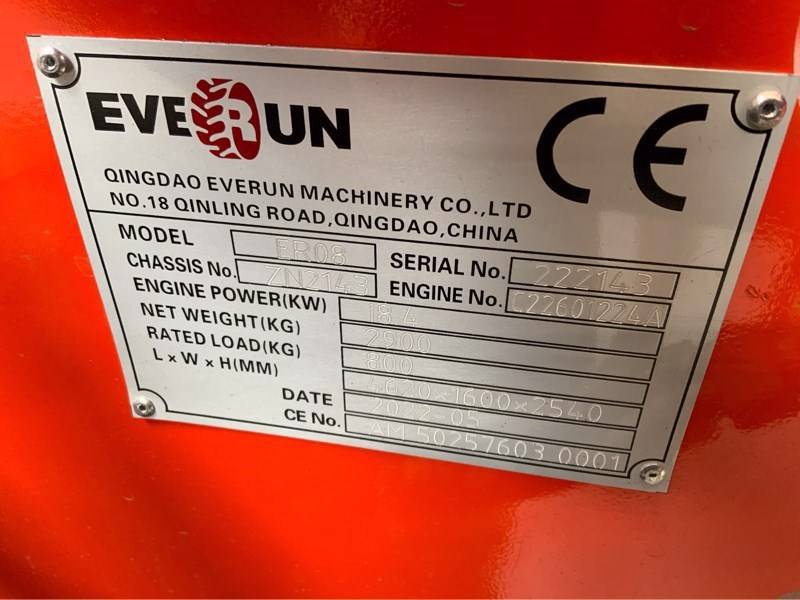 EVERUN CE
QINGDAO EVERUN MACHINERY CO.,LTD
NO.18 QINLING ROAD,QINGDAO,CHINA
MODEL ER08 SERIAL No. 222143
CHASSIS No. ZN2143 ENGINE No. C22601224A
ENGINE POWER(KW) 18.4
NET WEIGHT(KG) 2900
RATED LOAD(KG) 800
L x W x H(MM) 4620×1600×2540
DATE 2022-05
CE No. AM 50257603 0001